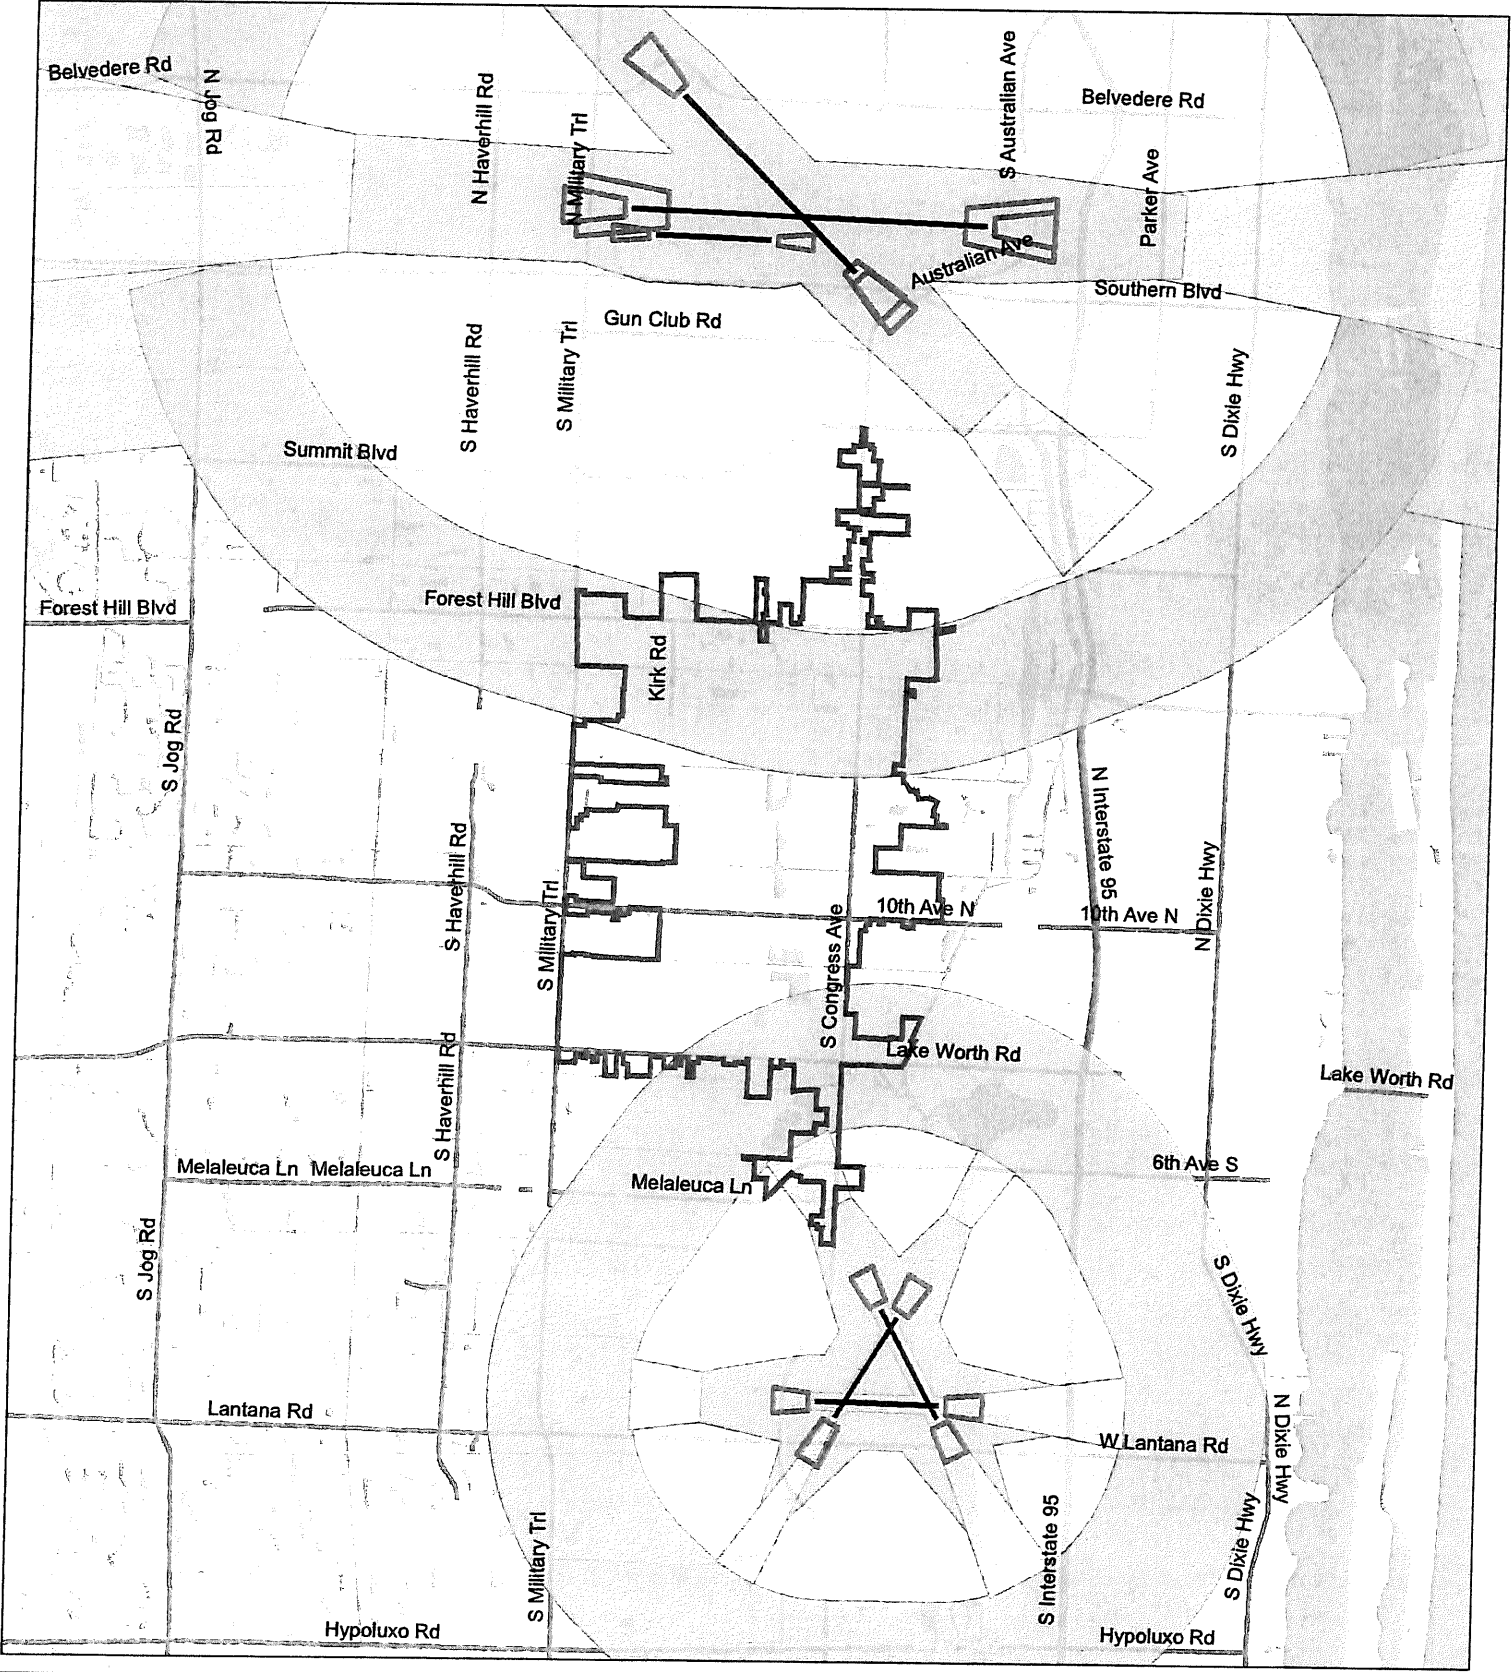 Belvedere Rd
N Jog Rd
N Haverhill Rd
N Military Trl
S Australian Ave
Belvedere Rd
Parker Ave
Australian Ave
Southern Blvd
Gun Club Rd
S Haverhill Rd
S Military Trl
S Dixie Hwy
Summit Blvd
Forest Hill Blvd
Forest Hill Blvd
Kirk Rd
S Jog Rd
N Interstate 95
S Haverhill Rd
S Military Trl
10th Ave N
10th Ave N
N Dixie Hwy
S Congress Ave
Lake Worth Rd
Lake Worth Rd
S Haverhill Rd
Melaleuca Ln
Melaleuca Ln
Melaleuca Ln
6th Ave S
S Jog Rd
S Dixie Hwy
Lantana Rd
W Lantana Rd
N Dixie Hwy
S Military Trl
S Interstate 95
S Dixie Hwy
Hypoluxo Rd
Hypoluxo Rd